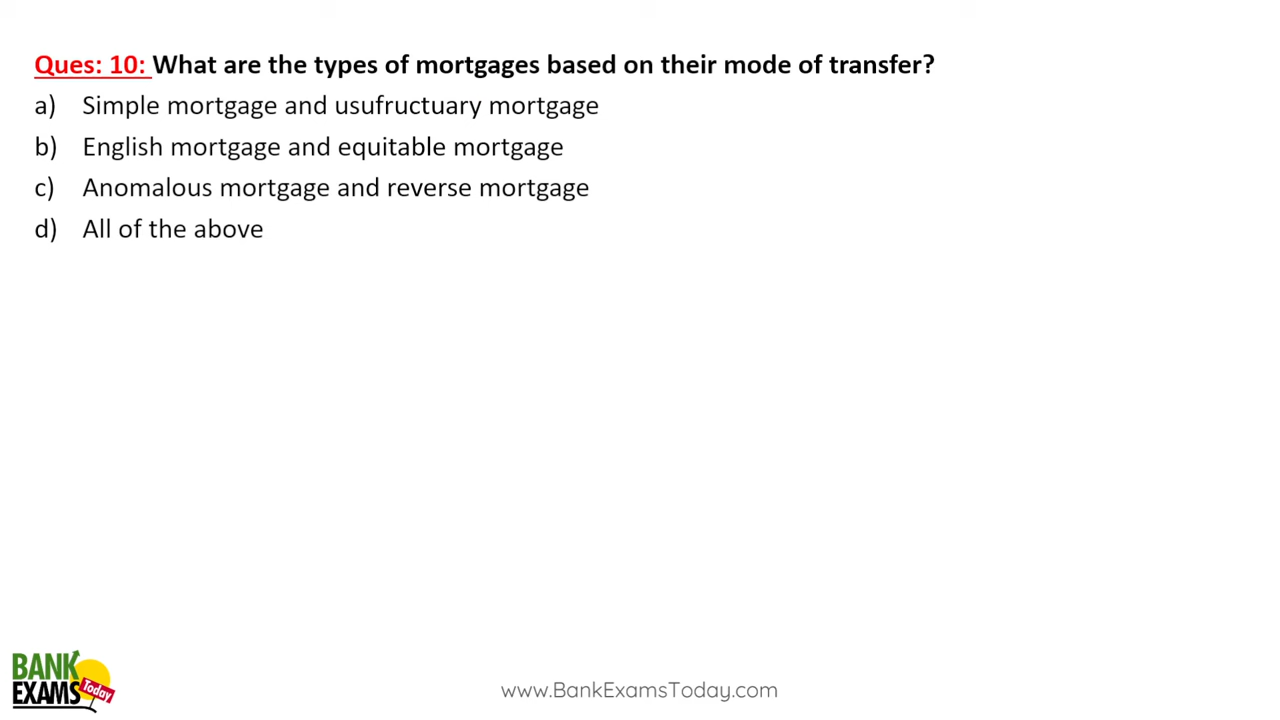 Ques: 10: What are the types of mortgages based on their mode of transfer?
a) Simple mortgage and usufructuary mortgage
b) English mortgage and equitable mortgage
c) Anomalous mortgage and reverse mortgage
d) All of the above
BANK
EXAMS Today
www.BankExamsToday.com